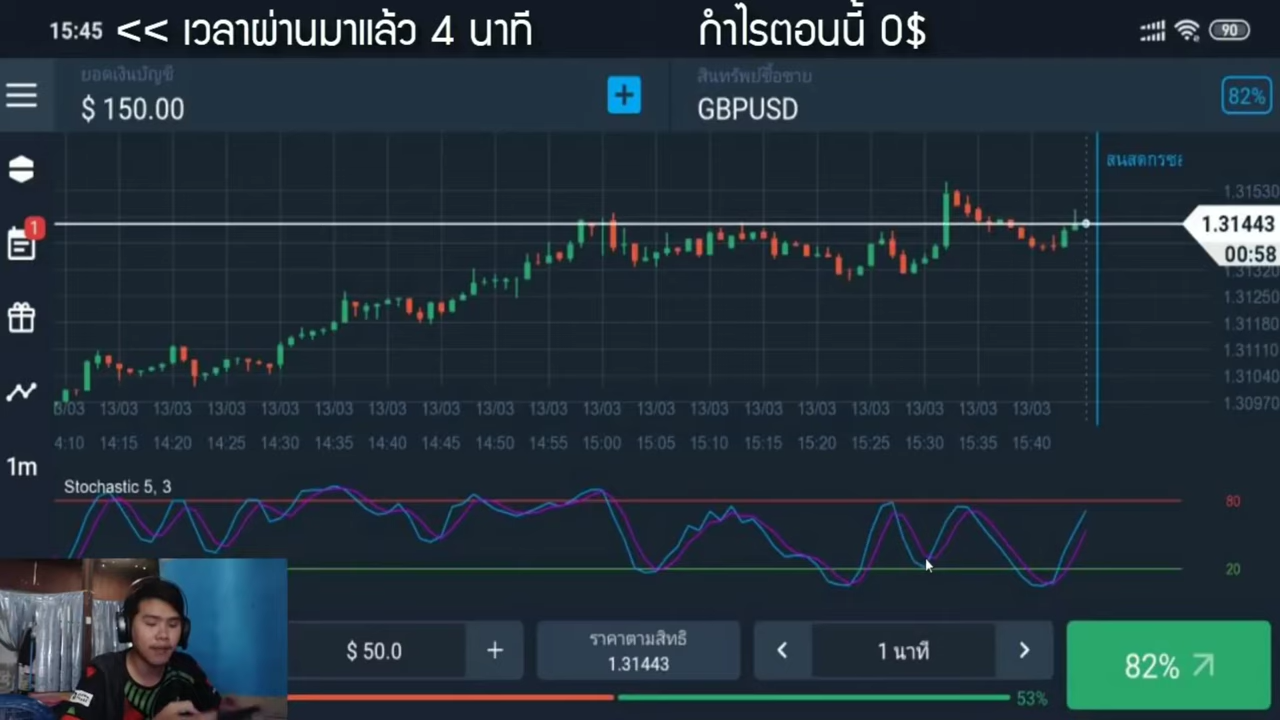 15:45 << เวลาผ่านมาแล้ว 4 นาที กำไรตอนนี้ 0$ 90
ยอดเงินบัญชี
$ 150.00
+
สินทรัพย์ซื้อขาย
GBPUSD
82%
1
1m
1.31530
1.31443
00:58
1.31320
1.31250
1.31180
1.31110
1.31040
1.30970
13/03 13/03 13/03 13/03 13/03 13/03 13/03 13/03 13/03 13/03 13/03 13/03 13/03 13/03 13/03 13/03 13/03 13/03
4:10 14:15 14:20 14:25 14:30 14:35 14:40 14:45 14:50 14:55 15:00 15:05 15:10 15:15 15:20 15:25 15:30 15:35 15:40
Stochastic 5, 3
80
20
$ 50.0 +
ราคาตามสิทธิ
1.31443
< 1 นาที >
82%
53%